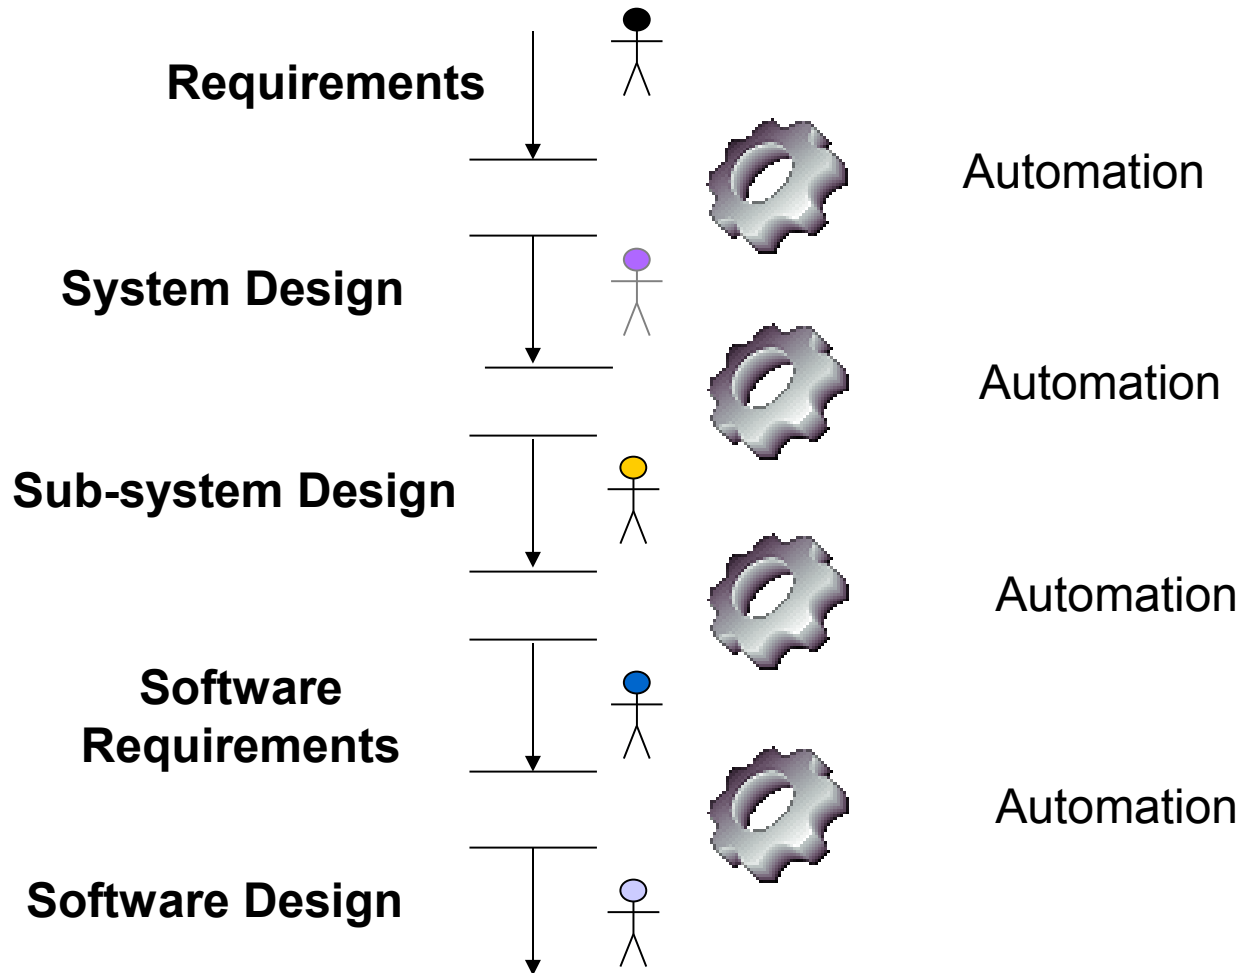 Requirements
Automation
System Design
Automation
Sub-system Design
Automation
Software
Requirements
Automation
Software Design